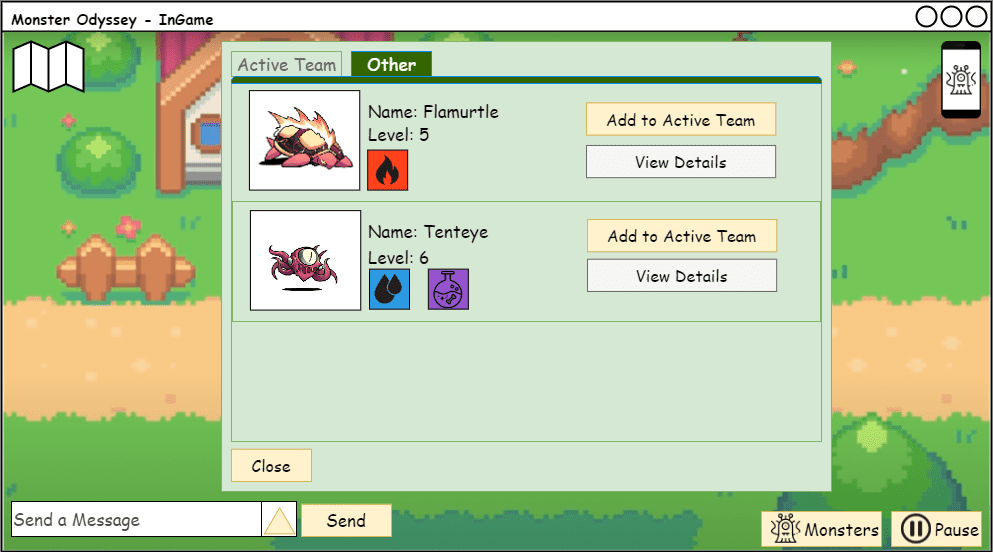 Monster Odyssey - InGame
Active Team
Other
Name: Flamurtle
Level: 5
Add to Active Team
View Details
Name: Tenteye
Level: 6
Add to Active Team
View Details
Close
Send a Message
Send
Monsters
Pause